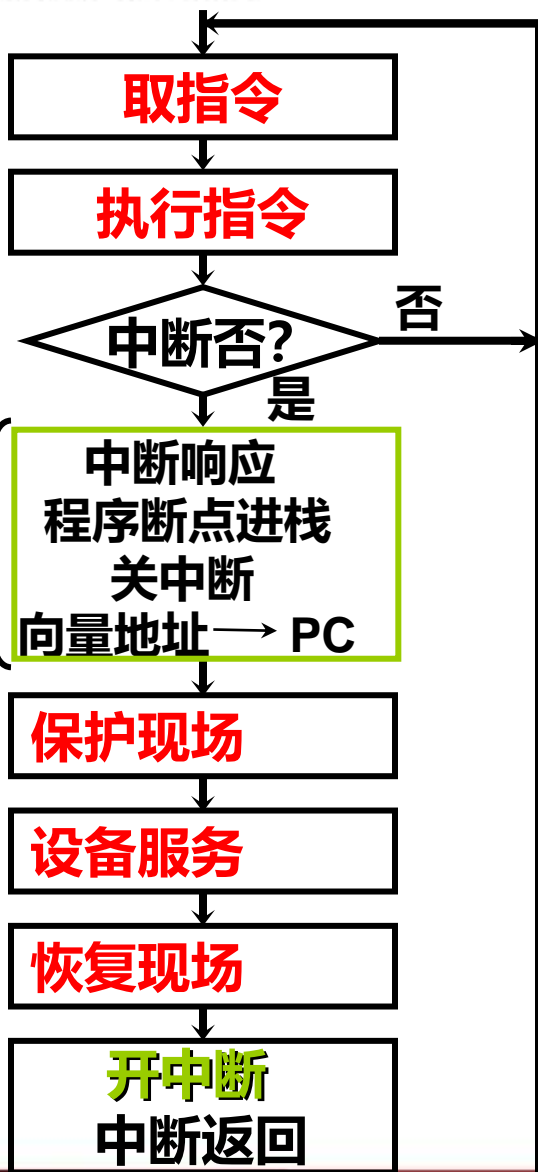 取指令
执行指令
中断否?
否
是
中断响应
程序断点进栈
关中断
向量地址 → PC
保护现场
设备服务
恢复现场
开中断
中断返回